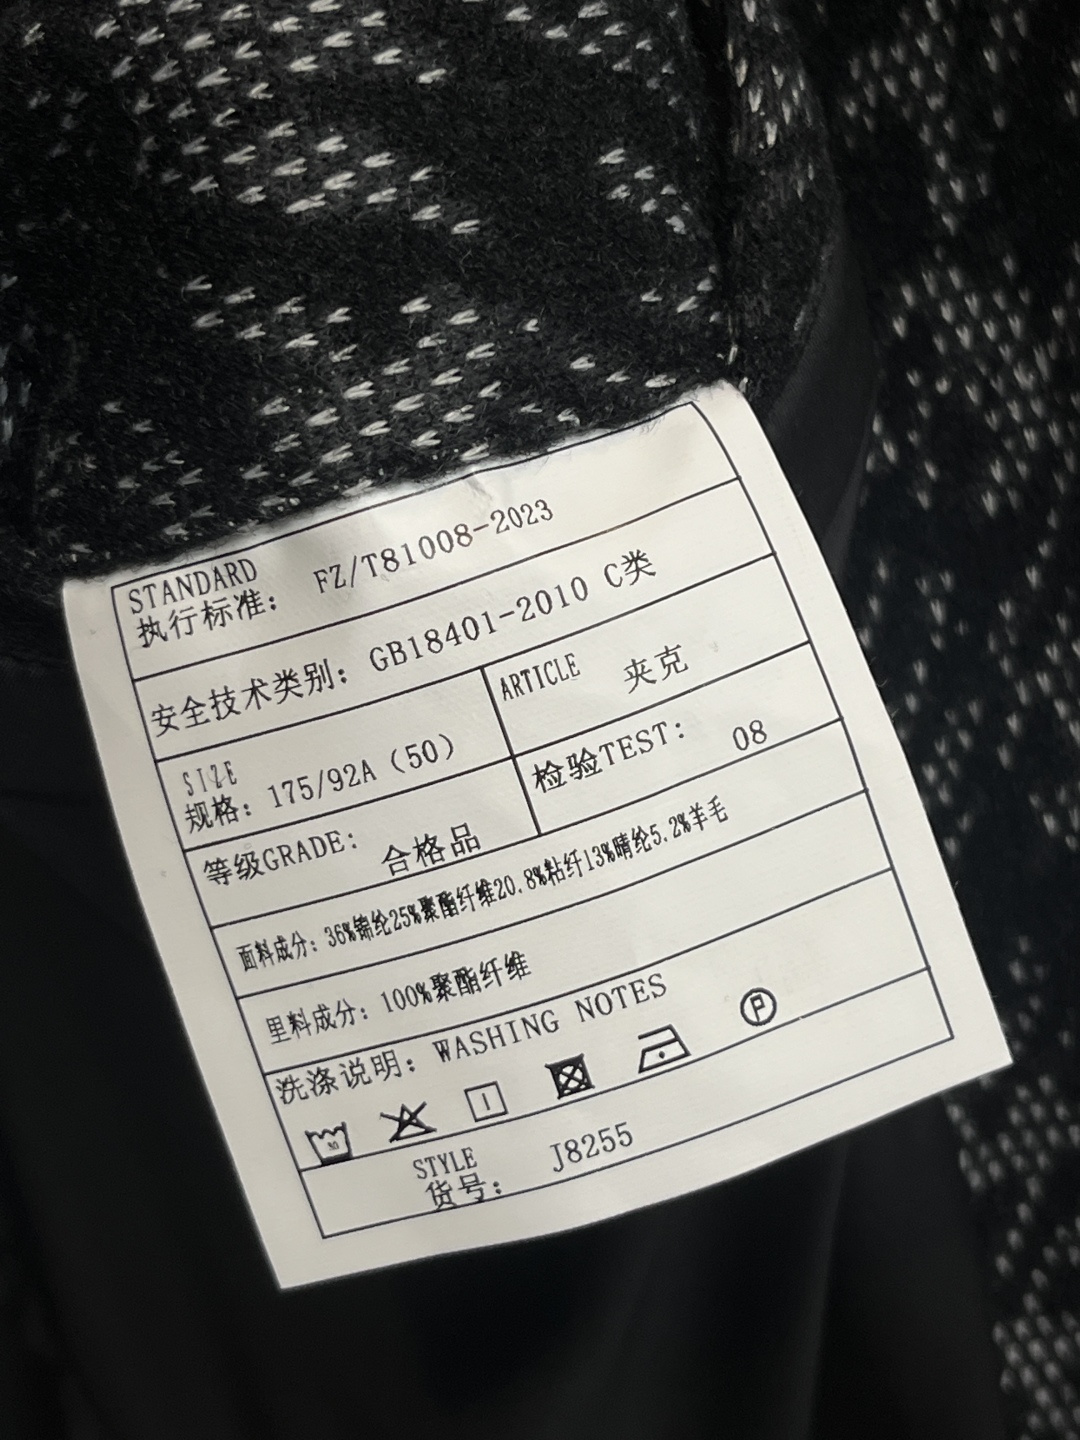 STANDARD
执行标准: FZ/T81008-2023
安全技术类别: GB18401-2010 C类
SIZE
规格: 175/92A (50)
ARTICLE 夹克
等级GRADE: 合格品
检验TEST: 08
面料成分: 36%锦纶25%聚酯纤维20.8%粘纤13%晴纶5.2%羊毛
里料成分: 100%聚酯纤维
洗涤说明: WASHING NOTES
P
STYLE
货号: J8255